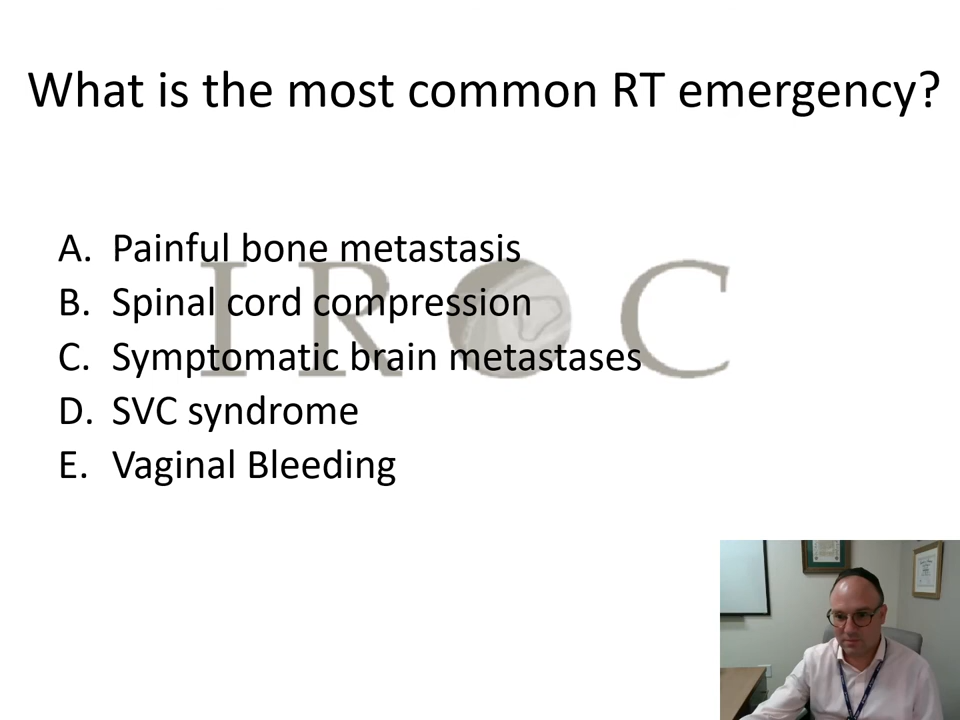 What is the most common RT emergency?
A. Painful bone metastasis
B. Spinal cord compression
C. Symptomatic brain metastases
D. SVC syndrome
E. Vaginal Bleeding
IROC